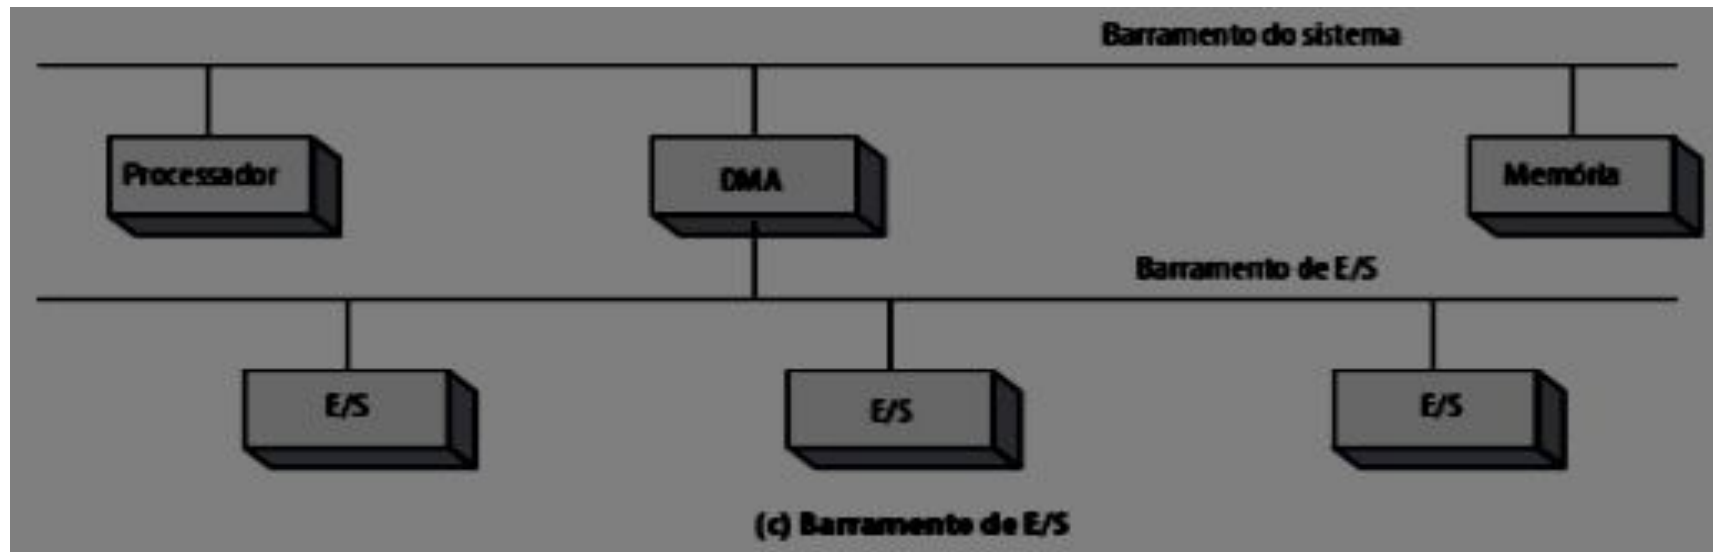 Barramento do sistema
Processador
DMA
Memória
Barramento de E/S
E/S
E/S
E/S
(c) Barramento de E/S